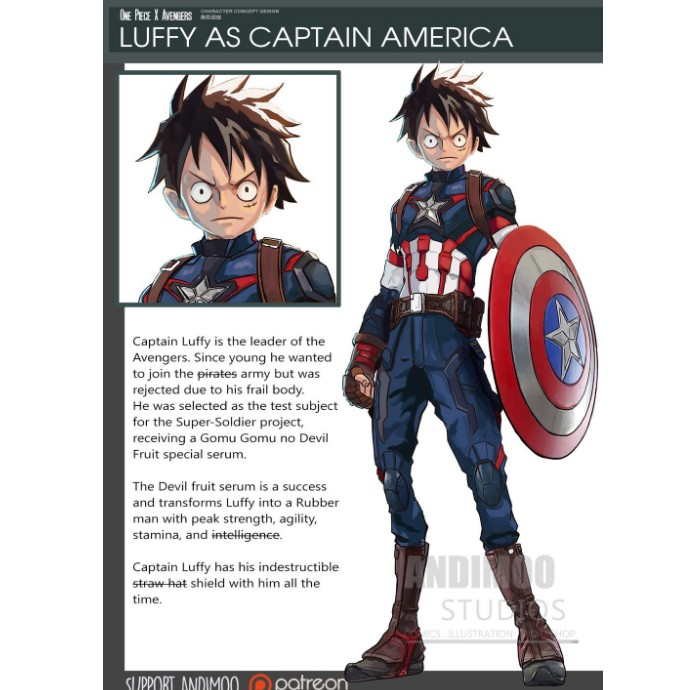 ONE PIECE X AVENGERS
CHARACTER CONCEPT DESIGN
LUFFY AS CAPTAIN AMERICA
Captain Luffy is the leader of the
Avengers. Since young he wanted
to join the pirates army but was
rejected due to his frail body.
He was selected as the test subject
for the Super-Soldier project,
receiving a Gomu Gomu no Devil
Fruit special serum.
The Devil fruit serum is a success
and transforms Luffy into a Rubber
man with peak strength, agility,
stamina, and intelligence.
Captain Luffy has his indestructible
straw hat shield with him all the
time.
ANDIMOO
STUDIOS
ILLUSTRATION
SUPPORT ANDIMOO patreon